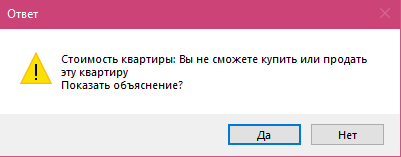 Ответ
Стоимость квартиры: Вы не сможете купить или продать
эту квартиру
Показать объяснение?
Да
Нет